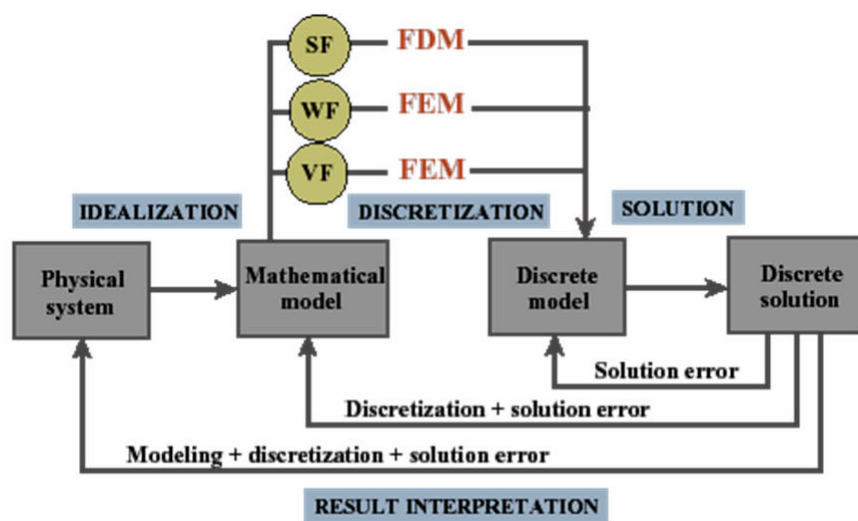 SF
FDM
WF
FEM
VF
FEM
IDEALIZATION
DISCRETIZATION
SOLUTION
Physical
system
Mathematical
model
Discrete
model
Discrete
solution
Solution error
Discretization + solution error
Modeling + discretization + solution error
RESULT INTERPRETATION